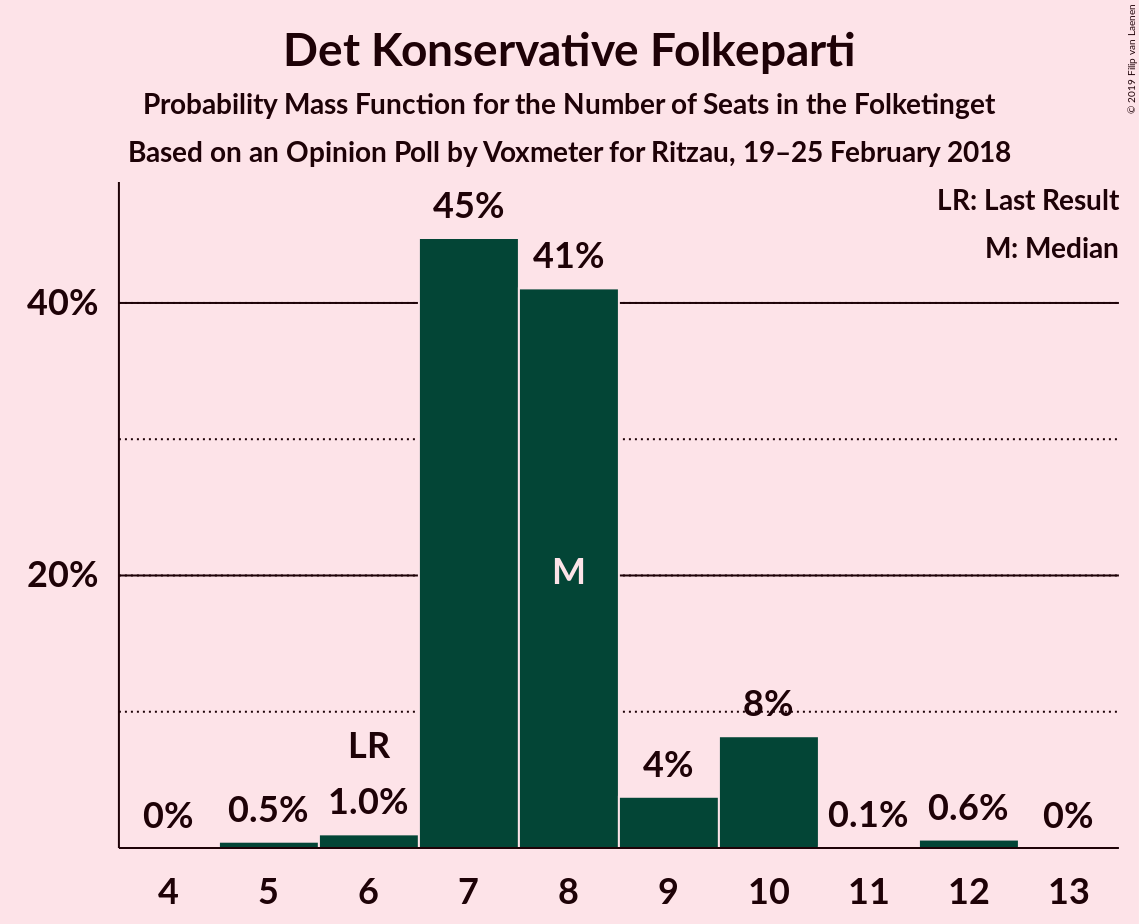 Det Konservative Folkeparti
Probability Mass Function for the Number of Seats in the Folketinget
Based on an Opinion Poll by Voxmeter for Ritzau, 19–25 February 2018
© 2019 Filip van Laenen
LR: Last Result
M: Median
45%
41%
40%
20%
M
8%
LR
4%
0%
0.5%
1.0%
0.1%
0.6%
0%
4
5
6
7
8
9
10
11
12
13